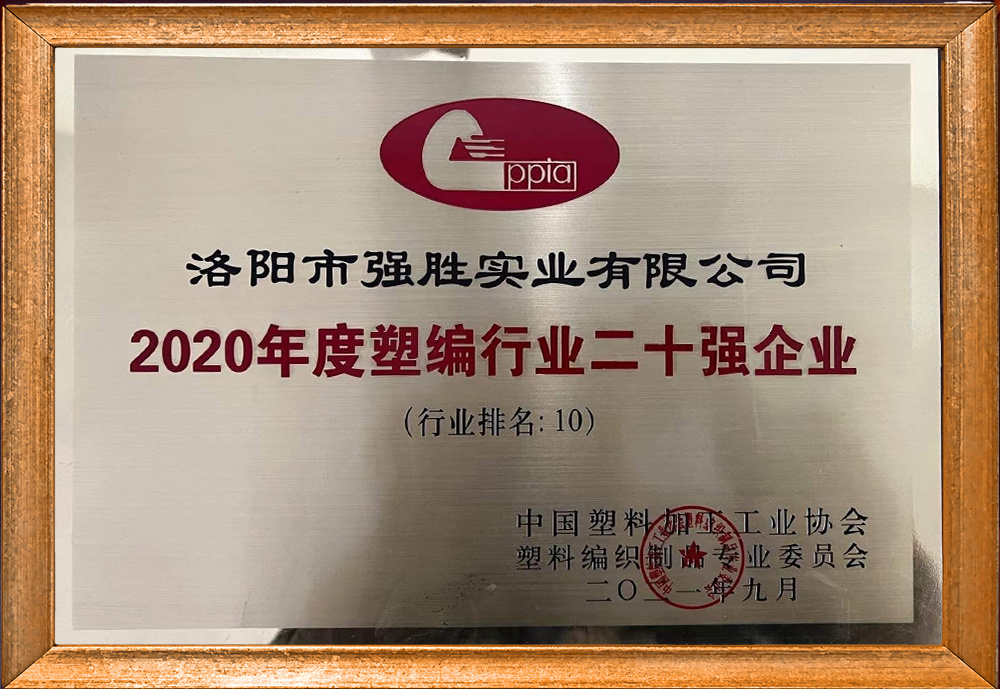 ppia
洛阳市强胜实业有限公司
2020年度塑编行业二十强企业
(行业排名: 10)
中国塑料加工工业协会
塑料编织制品专业委员会
二〇二一年九月